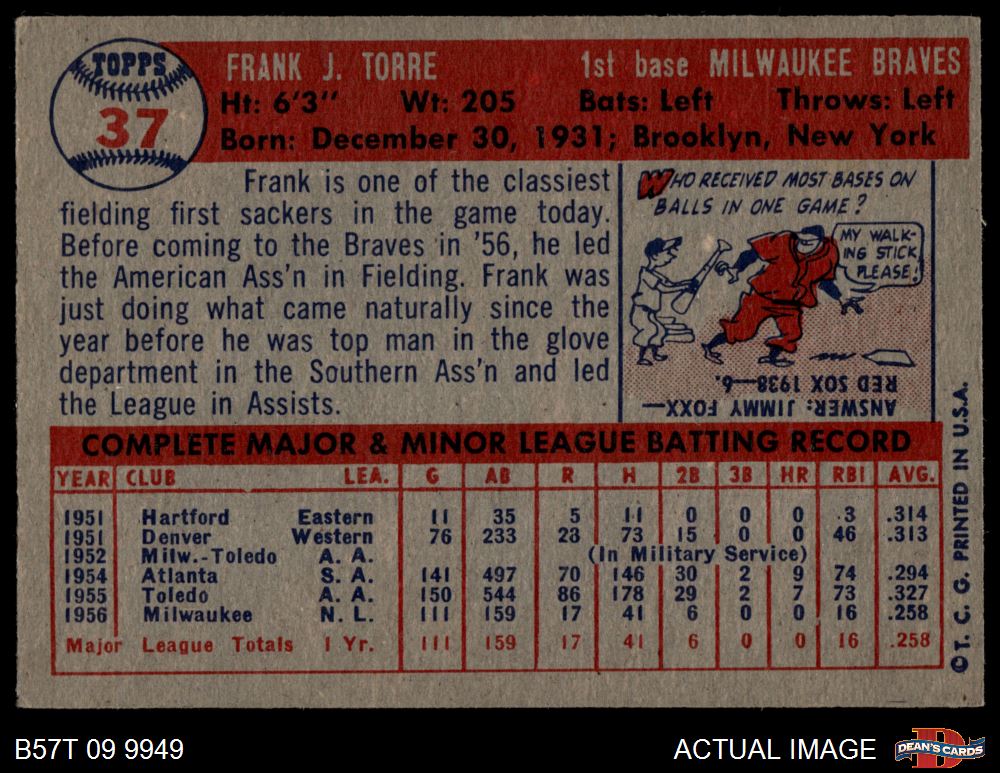 TOPPS
37
FRANK J. TORRE 1st base MILWAUKEE BRAVES
Ht: 6'3" Wt: 205 Bats: Left Throws: Left
Born: December 30, 1931; Brooklyn, New York
Frank is one of the classiest
fielding first sackers in the game today.
Before coming to the Braves in '56, he led
the American Ass'n in Fielding. Frank was
just doing what came naturally since the
year before he was top man in the glove
department in the Southern Ass'n and led
the League in Assists.
WHO RECEIVED MOST BASES ON
BALLS IN ONE GAME?
MY WALK-
ING STICK,
PLEASE!
ANSWER: JIMMY FOXX—
RED SOX 1938—6.
COMPLETE MAJOR & MINOR LEAGUE BATTING RECORD
YEAR CLUB LEA. G AB R H 2B 3B HR RBI AVG.
1951 Hartford Eastern 11 35 5 11 0 0 0 3 .314
1951 Denver Western 76 233 23 73 15 0 0 46 .313
1952 Milw.-Toledo A. A. (In Military Service)
1954 Atlanta S. A. 141 497 70 146 30 2 9 74 .294
1955 Toledo A. A. 150 544 86 178 29 2 7 73 .327
1956 Milwaukee N. L. 111 159 17 41 6 0 0 16 .258
Major League Totals 1 Yr. 111 159 17 41 6 0 0 16 .258
© T. C. G. PRINTED IN U.S.A.
B57T 09 9949 ACTUAL IMAGE
D
DEAN'S CARDS